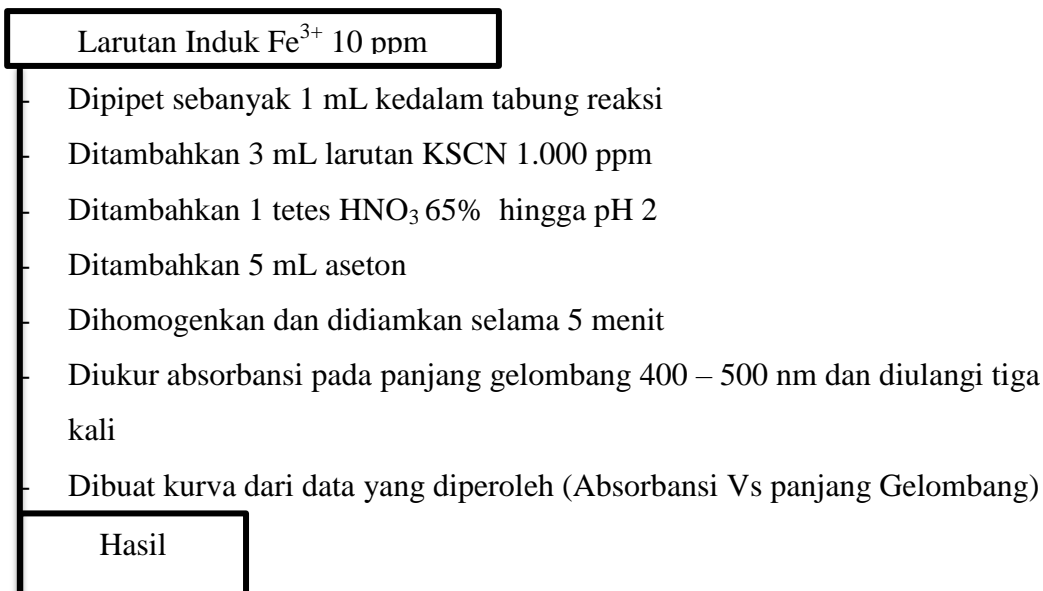 Larutan Induk Fe³⁺ 10 ppm
- Dipipet sebanyak 1 mL kedalam tabung reaksi
- Ditambahkan 3 mL larutan KSCN 1.000 ppm
- Ditambahkan 1 tetes HNO₃ 65% hingga pH 2
- Ditambahkan 5 mL aseton
- Dihomogenkan dan didiamkan selama 5 menit
- Diukur absorbansi pada panjang gelombang 400 – 500 nm dan diulangi tiga
kali
- Dibuat kurva dari data yang diperoleh (Absorbansi Vs panjang Gelombang)
Hasil